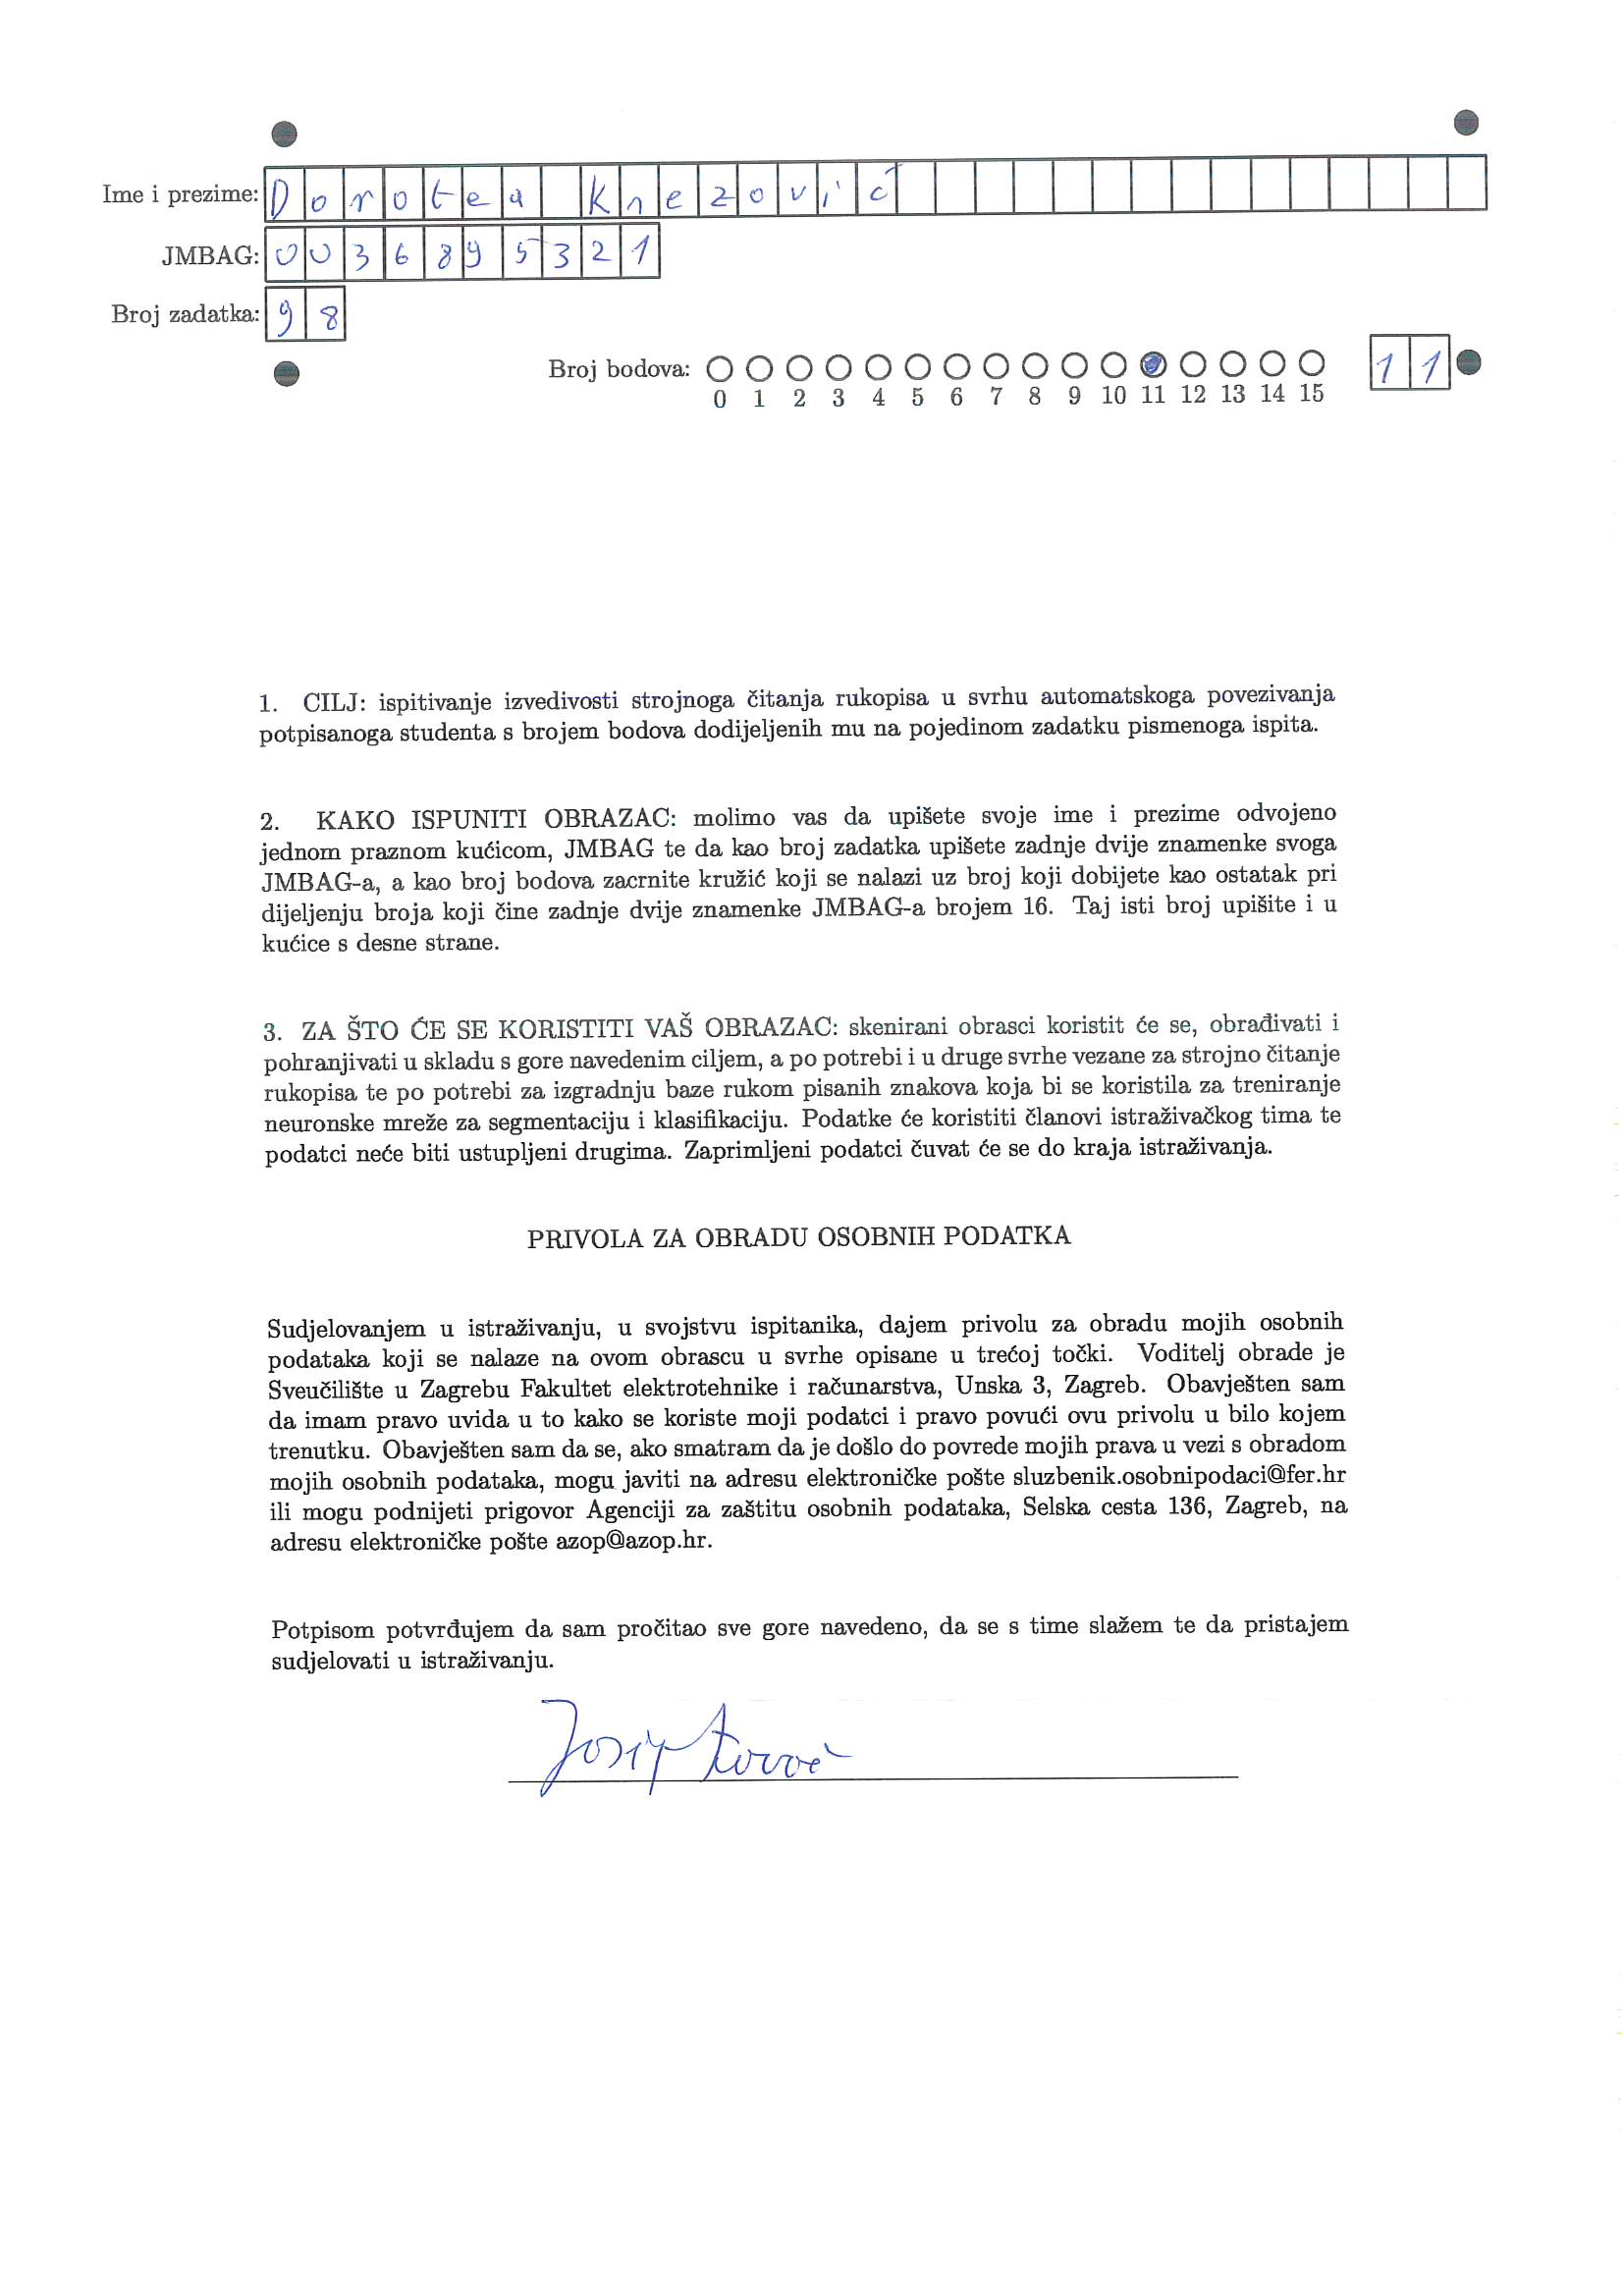 Ime i prezime: Dorotea Knezović
JMBAG: 0036895321
Broj zadatka: 98
Broj bodova: 11
0 1 2 3 4 5 6 7 8 9 10 11 12 13 14 15
1. CILJ: ispitivanje izvedivosti strojnoga čitanja rukopisa u svrhu automatskoga povezivanja
potpisanoga studenta s brojem bodova dodijeljenih mu na pojedinom zadatku pismenoga ispita.
2. KAKO ISPUNITI OBRAZAC: molimo vas da upišete svoje ime i prezime odvojeno
jednom praznom kućicom, JMBAG te da kao broj zadatka upišete zadnje dvije znamenke svoga
JMBAG-a, a kao broj bodova zacrnite kružić koji se nalazi uz broj koji dobijete kao ostatak pri
dijeljenju broja koji čine zadnje dvije znamenke JMBAG-a brojem 16. Taj isti broj upišite i u
kućice s desne strane.
3. ZA ŠTO ĆE SE KORISTITI VAŠ OBRAZAC: skenirani obrasci koristit će se, obrađivati i
pohranjivati u skladu s gore navedenim ciljem, a po potrebi i u druge svrhe vezane za strojno čitanje
rukopisa te po potrebi za izgradnju baze rukom pisanih znakova koja bi se koristila za treniranje
neuronske mreže za segmentaciju i klasifikaciju. Podatke će koristiti članovi istraživačkog tima te
podatci neće biti ustupljeni drugima. Zaprimljeni podatci čuvat će se do kraja istraživanja.
PRIVOLA ZA OBRADU OSOBNIH PODATKA
Sudjelovanjem u istraživanju, u svojstvu ispitanika, dajem privolu za obradu mojih osobnih
podataka koji se nalaze na ovom obrascu u svrhe opisane u trećoj točki. Voditelj obrade je
Sveučilište u Zagrebu Fakultet elektrotehnike i računarstva, Unska 3, Zagreb. Obavješten sam
da imam pravo uvida u to kako se koriste moji podatci i pravo povući ovu privolu u bilo kojem
trenutku. Obavješten sam da se, ako smatram da je došlo do povrede mojih prava u vezi s obradom
mojih osobnih podataka, mogu javiti na adresu elektroničke pošte sluzbenik.osobnipodaci@fer.hr
ili mogu podnijeti prigovor Agenciji za zaštitu osobnih podataka, Selska cesta 136, Zagreb, na
adresu elektroničke pošte azop@azop.hr.
Potpisom potvrđujem da sam pročitao sve gore navedeno, da se s time slažem te da pristajem
sudjelovati u istraživanju.
Josip